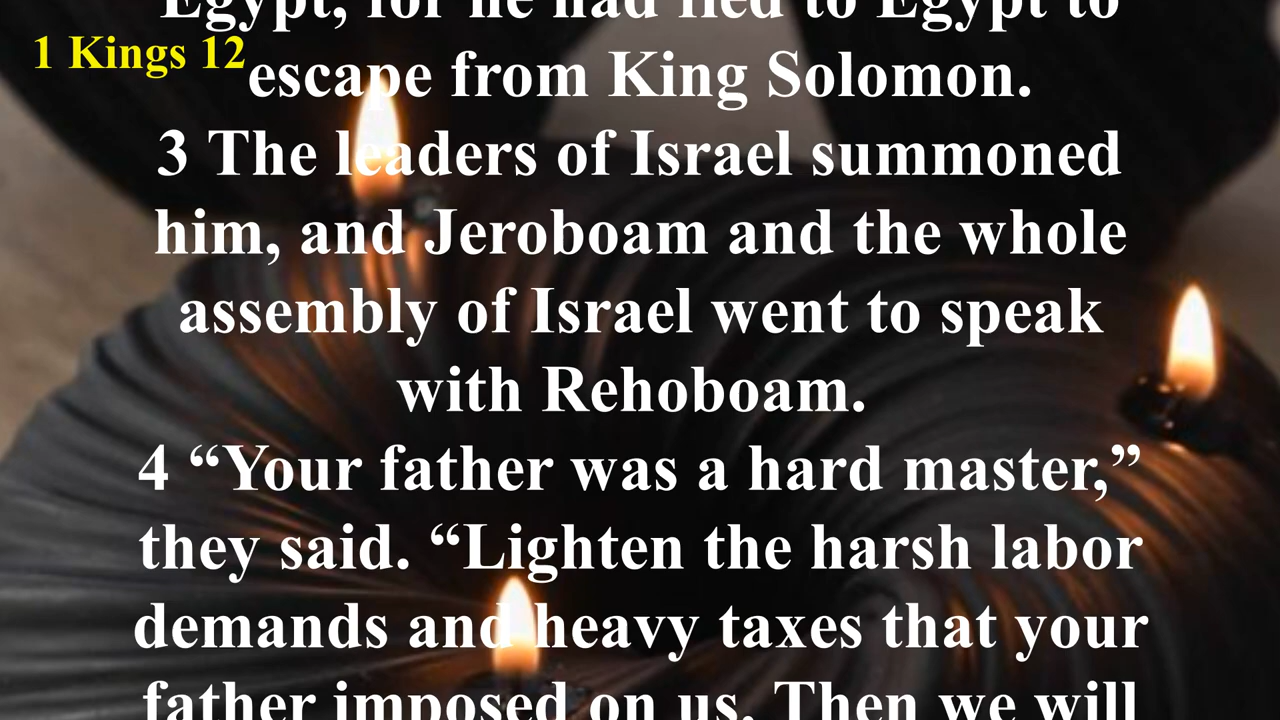 Egypt, for he had fled to Egypt to
1 Kings 12
escape from King Solomon.
3 The leaders of Israel summoned
him, and Jeroboam and the whole
assembly of Israel went to speak
with Rehoboam.
4 “Your father was a hard master,”
they said. “Lighten the harsh labor
demands and heavy taxes that your
father imposed on us. Then we will